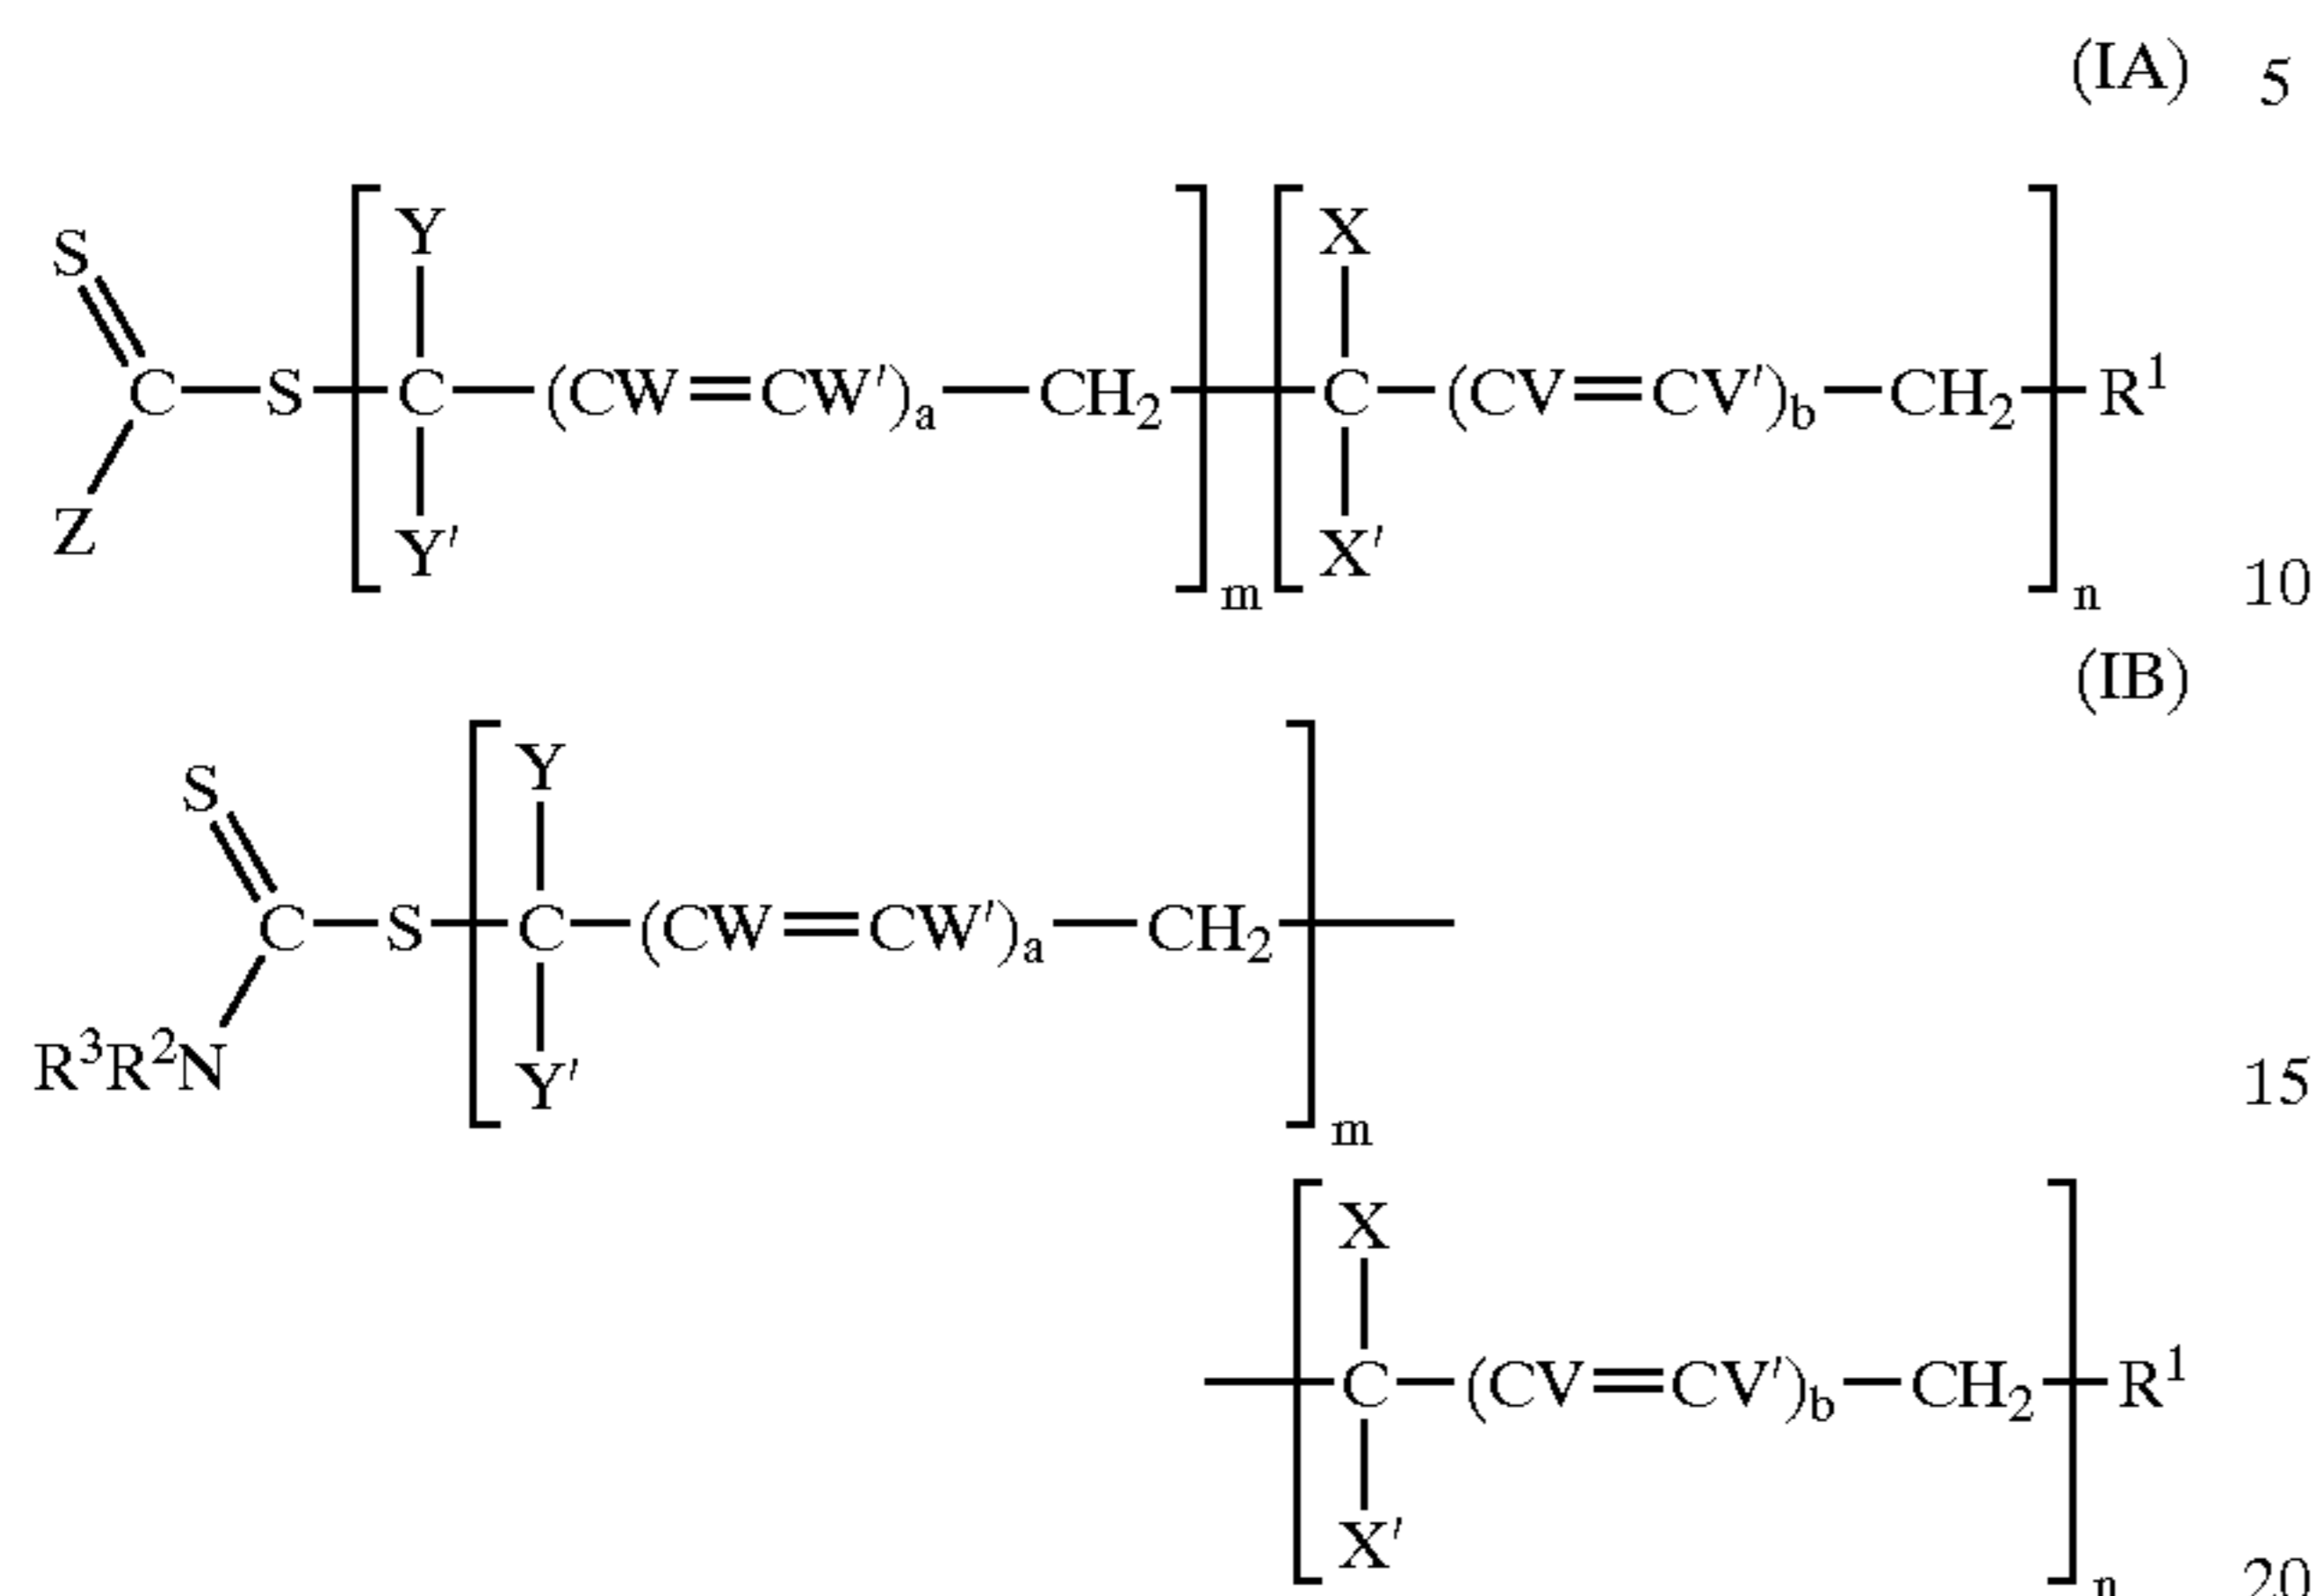 (IA) 5
Y X
S
C—S—[C—(CW=CW')a—CH2]m[C—(CV=CV')b—CH2]n—R1
Z
Y' X'
10
(IB)
Y
S
C—S—[C—(CW=CW')a—CH2]m—
R3R2N
Y'
15
X
—[C—(CV=CV')b—CH2]n—R1
X'
20